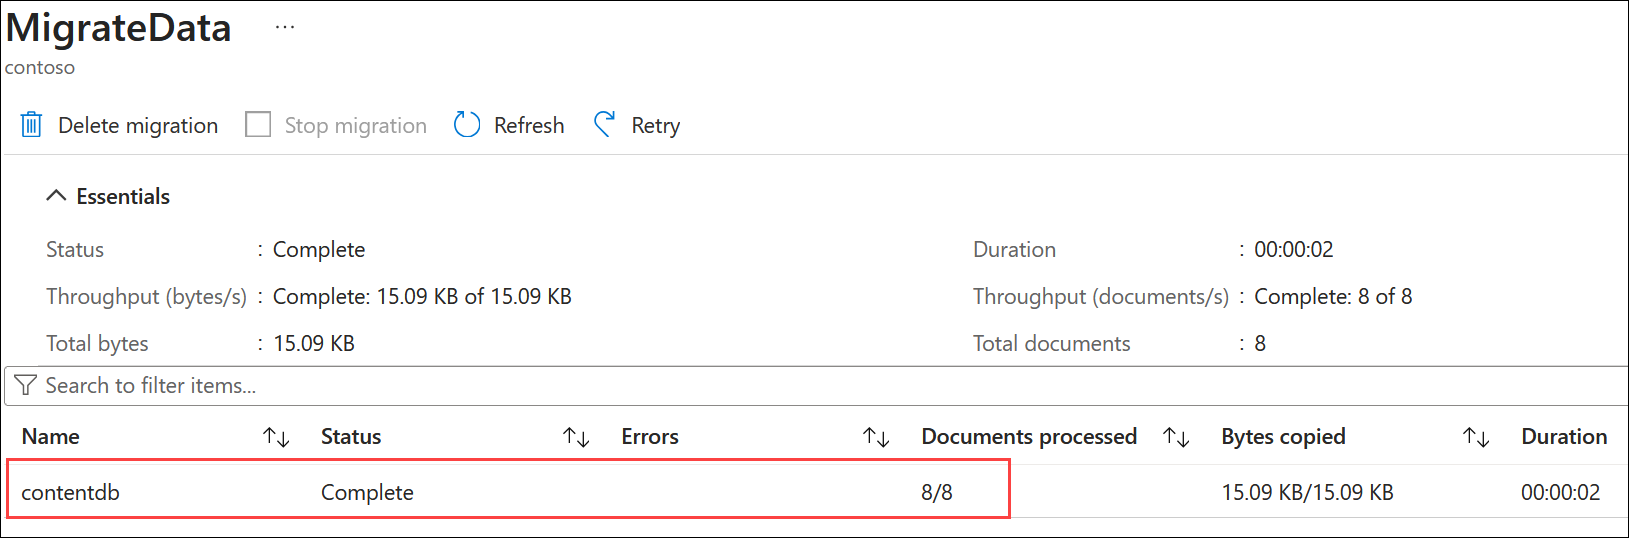 MigrateData ...
contoso
Delete migration Stop migration Refresh Retry
Essentials
Status : Complete Duration : 00:00:02
Throughput (bytes/s) : Complete: 15.09 KB of 15.09 KB Throughput (documents/s) : Complete: 8 of 8
Total bytes : 15.09 KB Total documents : 8
Search to filter items...
Name Status Errors Documents processed Bytes copied Duration
contentdb Complete 8/8 15.09 KB/15.09 KB 00:00:02